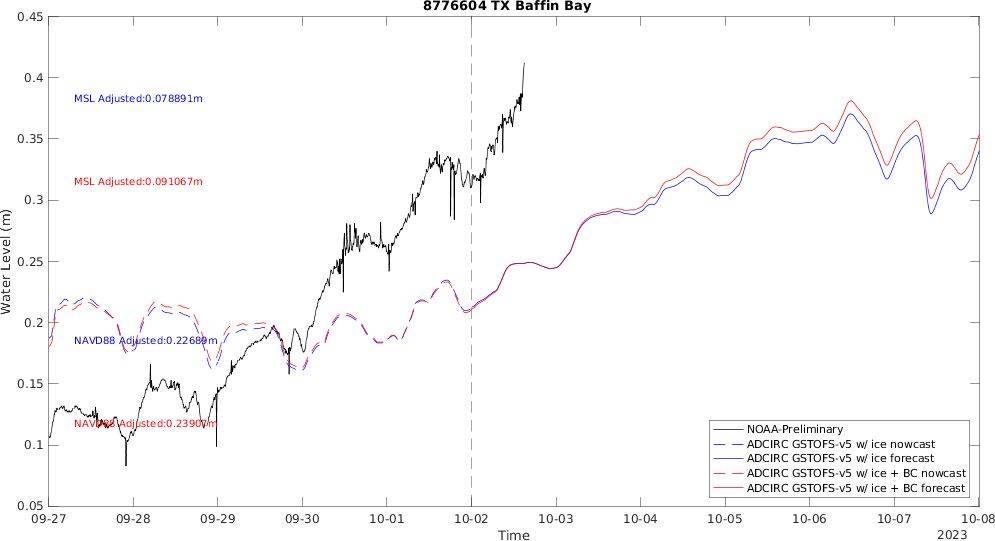 8776604 TX Baffin Bay
0.45
0.4
0.35
0.3
0.25
0.2
0.15
0.1
0.05
Water Level (m)
MSL Adjusted:0.078891m
MSL Adjusted:0.091067m
NAVD88 Adjusted:0.22689m
NAVD88 Adjusted:0.23907m
NOAA-Preliminary
ADCIRC GSTOFS-v5 w/ ice nowcast
ADCIRC GSTOFS-v5 w/ ice forecast
ADCIRC GSTOFS-v5 w/ ice + BC nowcast
ADCIRC GSTOFS-v5 w/ ice + BC forecast
09-27 09-28 09-29 09-30 10-01 10-02 10-03 10-04 10-05 10-06 10-07 10-08
Time
2023